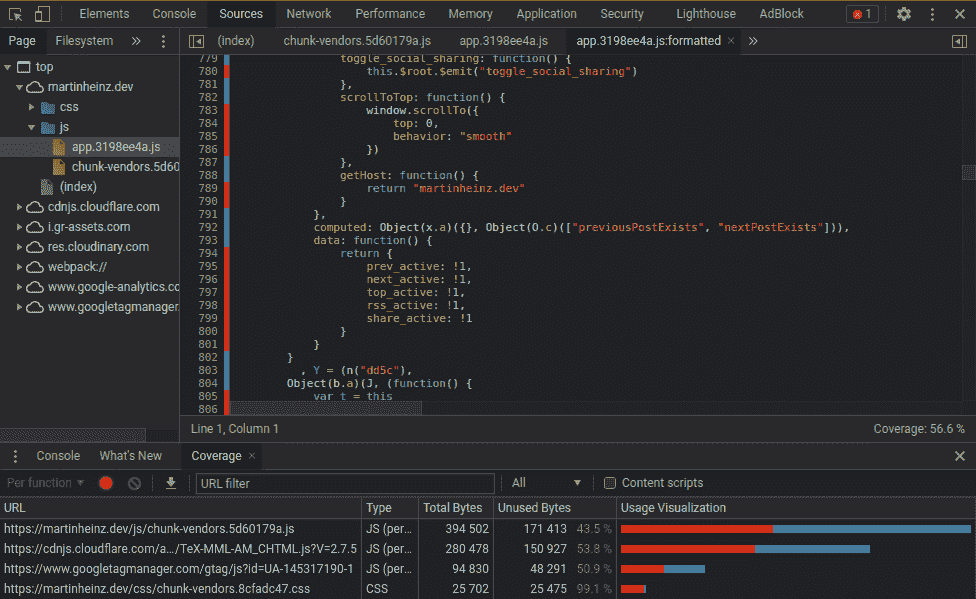 Elements Console Sources Network Performance Memory Application Security Lighthouse AdBlock 1
Page Filesystem » (index) chunk-vendors.5d60179a.js app.3198ee4a.js app.3198ee4a.js:formatted × »
top
martinheinz.dev
css
js
app.3198ee4a.js
chunk-vendors.5d60
(index)
cdnjs.cloudflare.com
i.gr-assets.com
res.cloudinary.com
webpack://
www.google-analytics.co
www.googletagmanager.
779 toggle_social_sharing: function() {
780 this.$root.$emit("toggle_social_sharing")
781 },
782 scrollToTop: function() {
783 window.scrollTo({
784 top: 0,
785 behavior: "smooth"
786 })
787 },
788 getHost: function() {
789 return "martinheinz.dev"
790 }
791 },
792 computed: Object(x.a)({}, Object(O.c)(["previousPostExists", "nextPostExists"])),
793 data: function() {
794 return {
795 prev_active: !1,
796 next_active: !1,
797 top_active: !1,
798 rss_active: !1,
799 share_active: !1
800 }
801 }
802 }
803 , Y = (n("dd5c"),
804 Object(b.a)(J, (function() {
805 var t = this
806
Line 1, Column 1 Coverage: 56.6 %
Console What's New Coverage ×
Per function URL filter All Content scripts
URL Type Total Bytes Unused Bytes Usage Visualization
https://martinheinz.dev/js/chunk-vendors.5d60179a.js JS (per... 394 502 171 413 43.5 %
https://cdnjs.cloudflare.com/a.../TeX-MML-AM_CHTML.js?V=2.7.5 JS (per... 280 478 150 927 53.8 %
https://www.googletagmanager.com/gtag/js?id=UA-145317190-1 JS (per... 94 830 48 291 50.9 %
https://martinheinz.dev/css/chunk-vendors.8cfadc47.css CSS 25 702 25 475 99.1 %